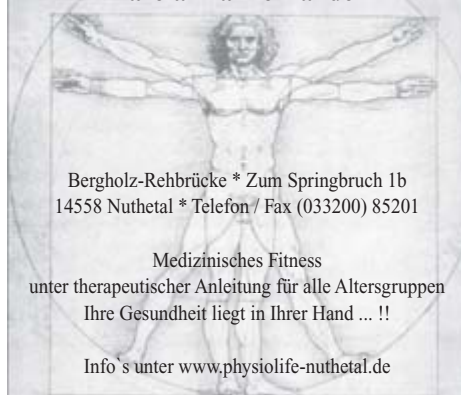 Bergholz-Rehbrücke * Zum Springbruch 1b
14558 Nuthetal * Telefon / Fax (033200) 85201
Medizinisches Fitness
unter therapeutischer Anleitung für alle Altersgruppen
Ihre Gesundheit liegt in Ihrer Hand ... !!
Info`s unter www.physiolife-nuthetal.de